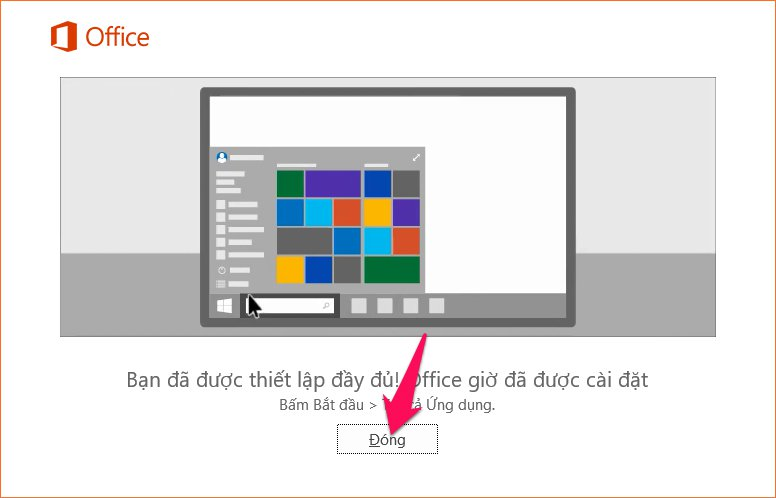 Office
Bạn đã được thiết lập đầy đủ! Office giờ đã được cài đặt
Bấm Bắt đầu > cả Ứng dụng.
Đóng